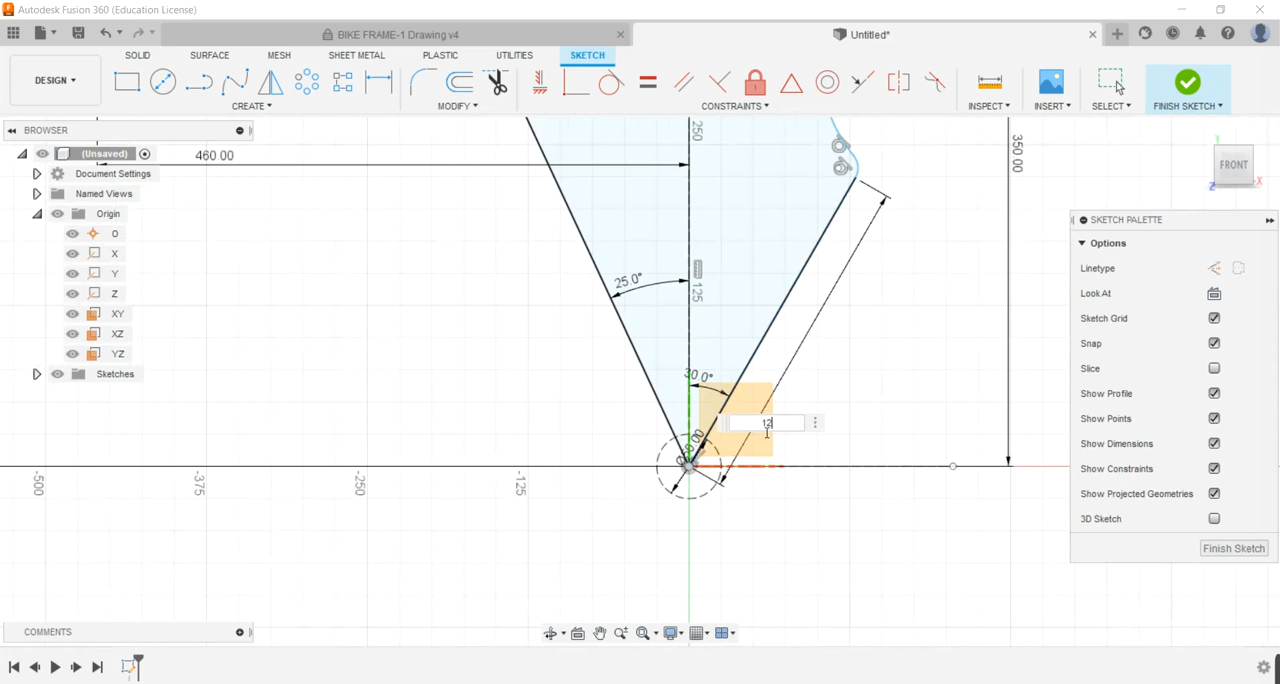 Autodesk Fusion 360 (Education License)
BIKE FRAME-1 Drawing v4
Untitled*
DESIGN
SOLID
SURFACE
MESH
SHEET METAL
PLASTIC
UTILITIES
SKETCH
CREATE
MODIFY
CONSTRAINTS
INSPECT
INSERT
SELECT
FINISH SKETCH
BROWSER
(Unsaved)
Document Settings
Named Views
Origin
O
X
Y
Z
XY
XZ
YZ
Sketches
460.00
250
350.00
25.0°
125
30.0°
12
-500
-375
-250
-125
Y
FRONT
Z
X
SKETCH PALETTE
Options
Linetype
Look At
Sketch Grid
Snap
Slice
Show Profile
Show Points
Show Dimensions
Show Constraints
Show Projected Geometries
3D Sketch
Finish Sketch
COMMENTS